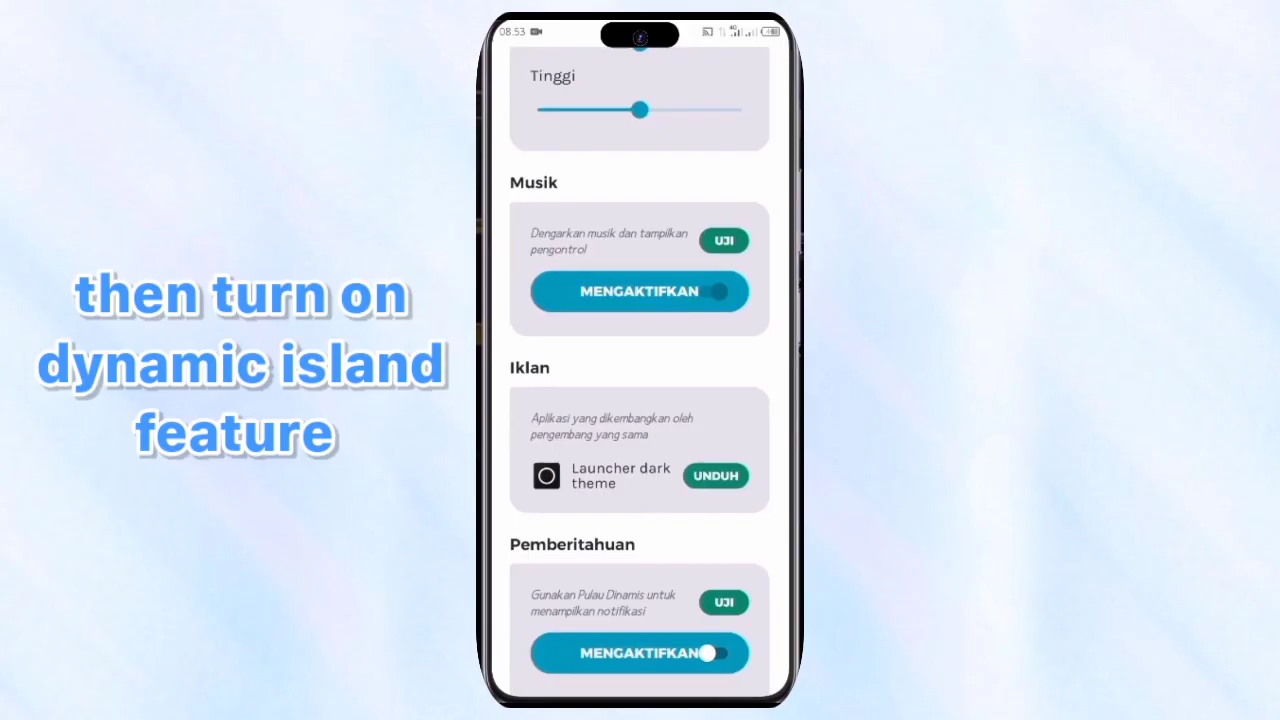 then turn on
dynamic island
feature
08.53
4G
Tinggi
Musik
Dengarkan musik dan tampilkan
pengontrol
UJI
MENGAKTIFKAN
Iklan
Aplikasi yang dikembangkan oleh
pengembang yang sama
Launcher dark
theme
UNDUH
Pemberitahuan
Gunakan Pulau Dinamis untuk
menampilkan notifikasi
UJI
MENGAKTIFKAN